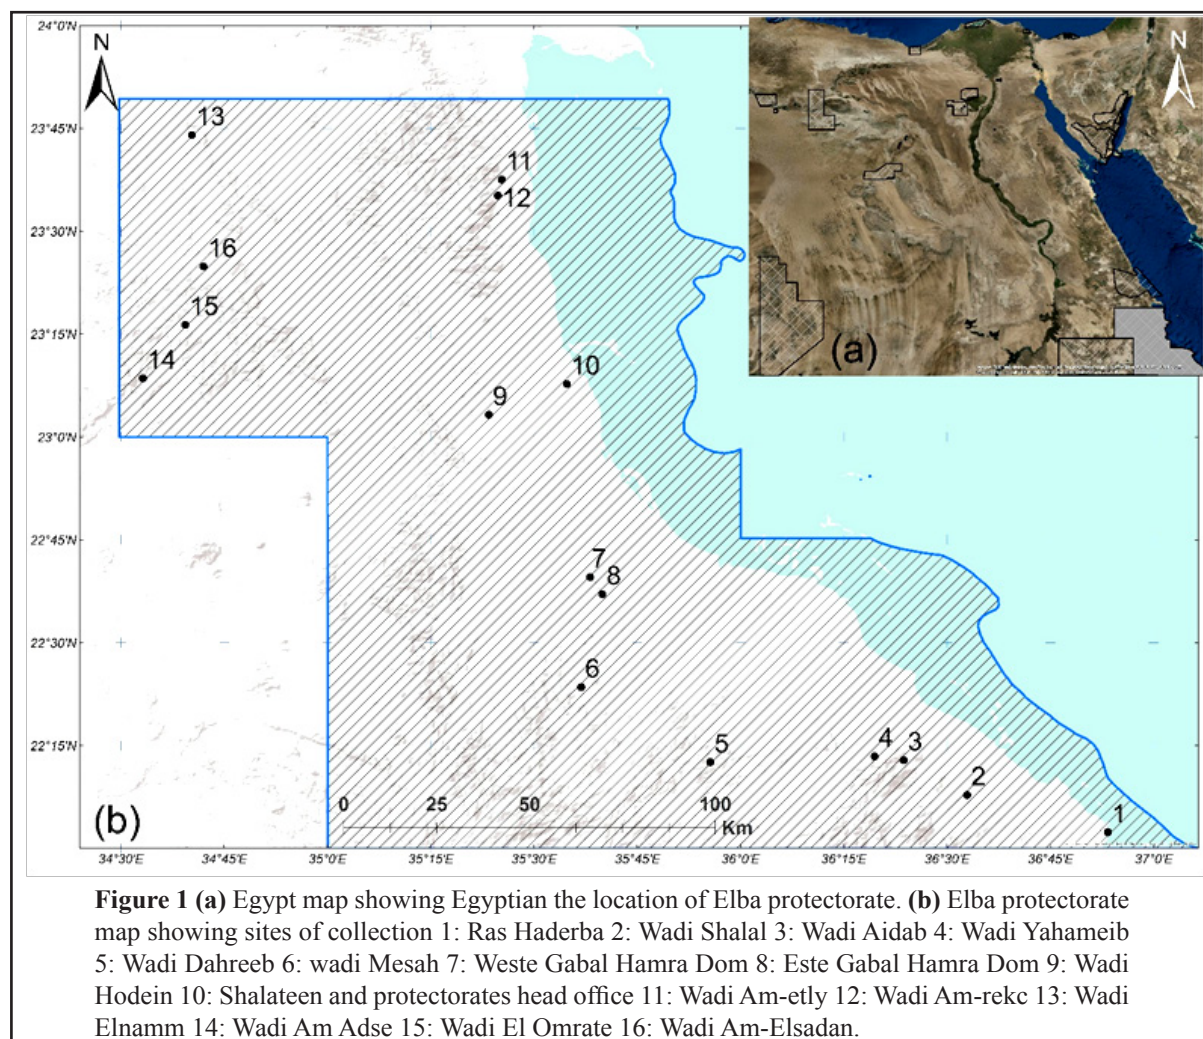 24°0'N
N
23°45'N
23°30'N
23°15'N
23°0'N
22°45'N
22°30'N
22°15'N
13
11
12
16
15
14
10
9
7
8
6
5
4
3
2
1
N
(a)
(b)
0 25 50 100
Km
34°30'E 34°45'E 35°0'E 35°15'E 35°30'E 35°45'E 36°0'E 36°15'E 36°30'E 36°45'E 37°0'E
Figure 1 (a) Egypt map showing Egyptian the location of Elba protectorate. (b) Elba protectorate
map showing sites of collection 1: Ras Haderba 2: Wadi Shalal 3: Wadi Aidab 4: Wadi Yahameib
5: Wadi Dahreeb 6: wadi Mesah 7: Weste Gabal Hamra Dom 8: Este Gabal Hamra Dom 9: Wadi
Hodein 10: Shalateen and protectorates head office 11: Wadi Am-etly 12: Wadi Am-rekc 13: Wadi
Elnamm 14: Wadi Am Adse 15: Wadi El Omrate 16: Wadi Am-Elsadan.